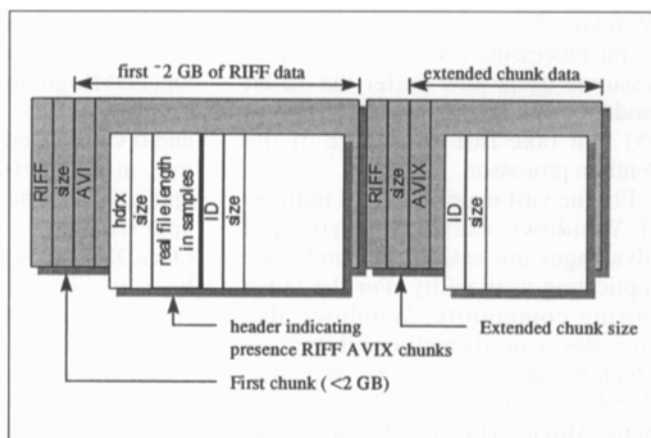 first ~2 GB of RIFF data
extended chunk data
RIFF
size
AVI
hdrx
size
real file length
in samples
ID
size
RIFF
size
AVIX
ID
size
header indicating
presence RIFF AVIX chunks
Extended chunk size
First chunk (<2 GB)